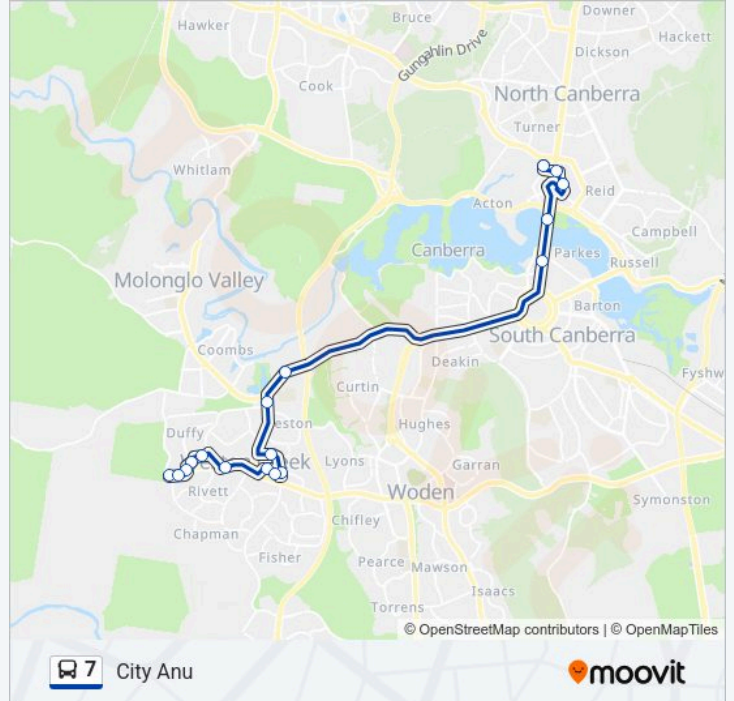 Hawker
Bruce
Downer
Gungahlin Drive
Hackett
Dickson
Cook
North Canberra
Turner
Whitlam
Reid
Acton
Campbell
Canberra
Parkes
Russell
Molonglo Valley
Barton
South Canberra
Coombs
Deakin
Fyshw
Curtin
Duffy
eston
Hughes
Lyons
Garran
Rivett
Woden
Symonston
Chifley
Chapman
Fisher
Pearce
Mawson
Isaacs
Torrens
© OpenStreetMap contributors | © OpenMapTiles
7 City Anu
moovit